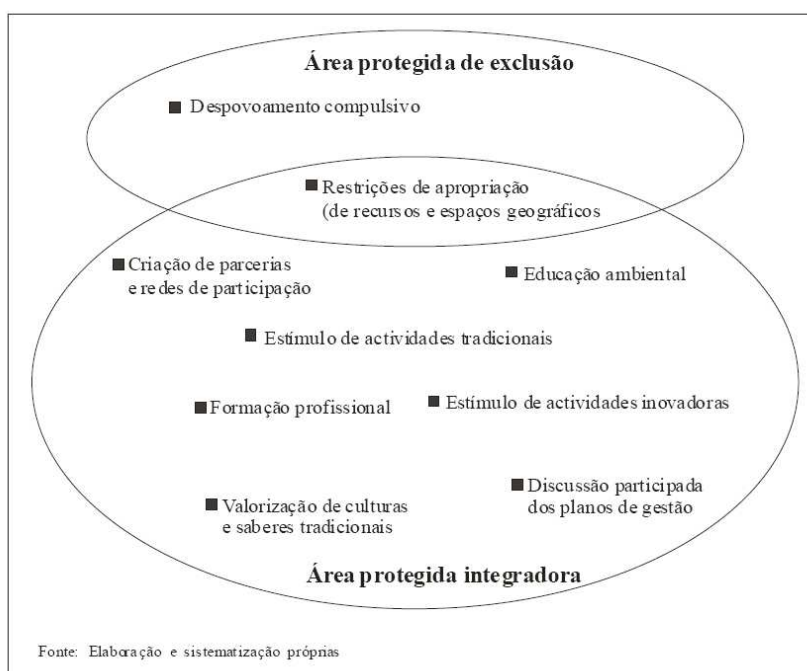 Área protegida de exclusão
Despovoamento compulsivo
Restrições de apropriação
(de recursos e espaços geográficos
Criação de parcerias
e redes de participação
Educação ambiental
Estímulo de actividades tradicionais
Formação profissional
Estímulo de actividades inovadoras
Valorização de culturas
e saberes tradicionais
Discussão participada
dos planos de gestão
Área protegida integradora
Fonte: Elaboração e sistematização próprias